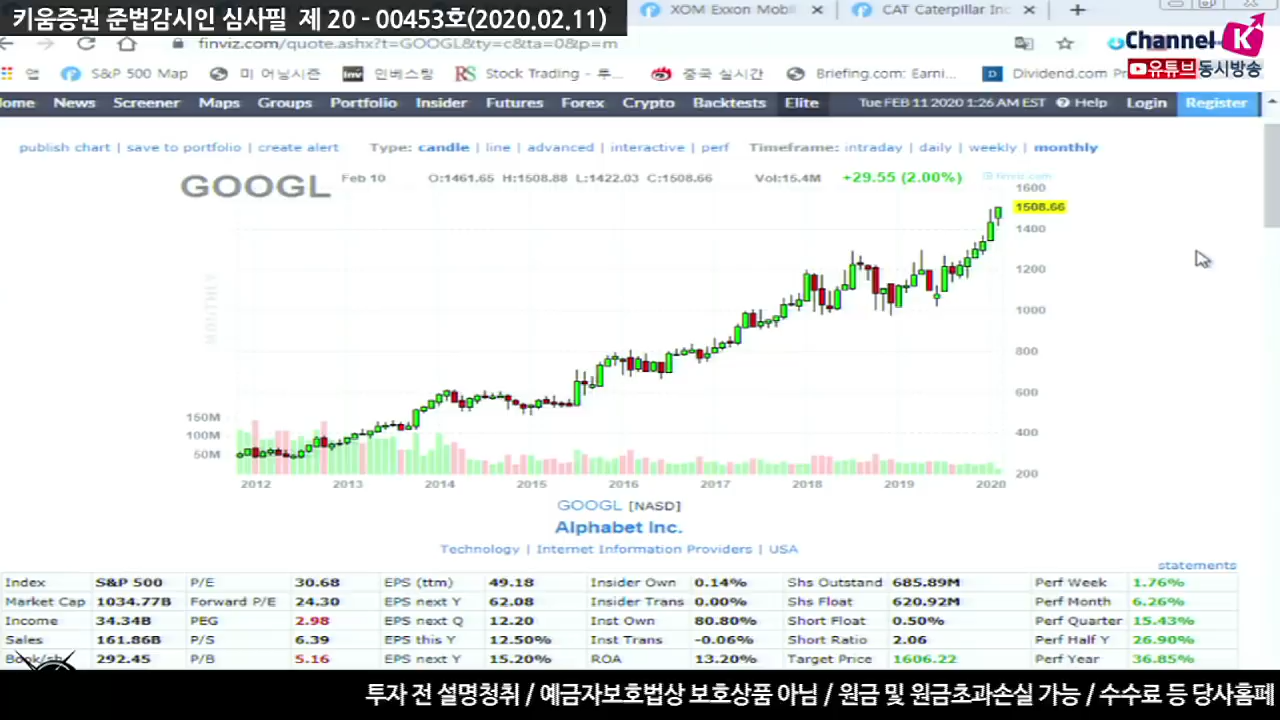 키움증권 준법감시인 심사필 제 20 - 00453호(2020.02.11)
XOM Exxon Mobil
CAT Caterpillar Inc
finviz.com/quote.ashx?t=GOOGL&ty=c&ta=0&p=m
Channel K
유튜브동시방송
앱 S&P 500 Map 미 어닝시즌 Inv 인베스팅 RS Stock Trading - 투... 중국 실시간 Briefing.com: Earni... D Dividend.com
Home News Screener Maps Groups Portfolio Insider Futures Forex Crypto Backtests Elite Tue FEB 11 2020 1:26 AM EST Help Login Register
publish chart | save to portfolio | create alert Type: candle | line | advanced | interactive | perf Timeframe: intraday | daily | weekly | monthly
GOOGL Feb 10 O:1461.65 H:1508.88 L:1422.03 C:1508.66 Vol:15.4M +29.55 (2.00%) © finviz.com
1600
1508.66
1400
1200
MONTHLY
1000
800
600
150M 400
100M
50M
200
2012 2013 2014 2015 2016 2017 2018 2019 2020
GOOGL [NASD]
Alphabet Inc.
Technology | Internet Information Providers | USA
statements
Index S&P 500 P/E 30.68 EPS (ttm) 49.18 Insider Own 0.14% Shs Outstand 685.89M Perf Week 1.76%
Market Cap 1034.77B Forward P/E 24.30 EPS next Y 62.08 Insider Trans 0.00% Shs Float 620.92M Perf Month 6.26%
Income 34.34B PEG 2.98 EPS next Q 12.20 Inst Own 80.80% Short Float 0.50% Perf Quarter 15.43%
Sales 161.86B P/S 6.39 EPS this Y 12.50% Inst Trans -0.06% Short Ratio 2.06 Perf Half Y 26.90%
Book/sh 292.45 P/B 5.16 EPS next Y 15.20% ROA 13.20% Target Price 1606.22 Perf Year 36.85%
투자 전 설명청취 / 예금자보호법상 보호상품 아님 / 원금 및 원금초과손실 가능 / 수수료 등 당사홈페